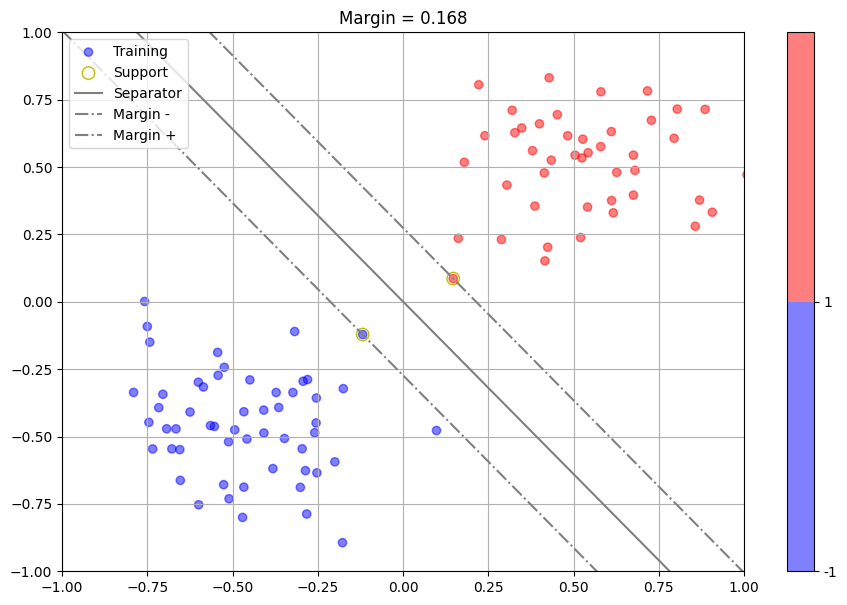 Margin = 0.168
1.00
0.75
0.50
0.25
0.00
−0.25
−0.50
−0.75
−1.00
Training
Support
Separator
Margin -
Margin +
−1.00 −0.75 −0.50 −0.25 0.00 0.25 0.50 0.75 1.00
1
-1